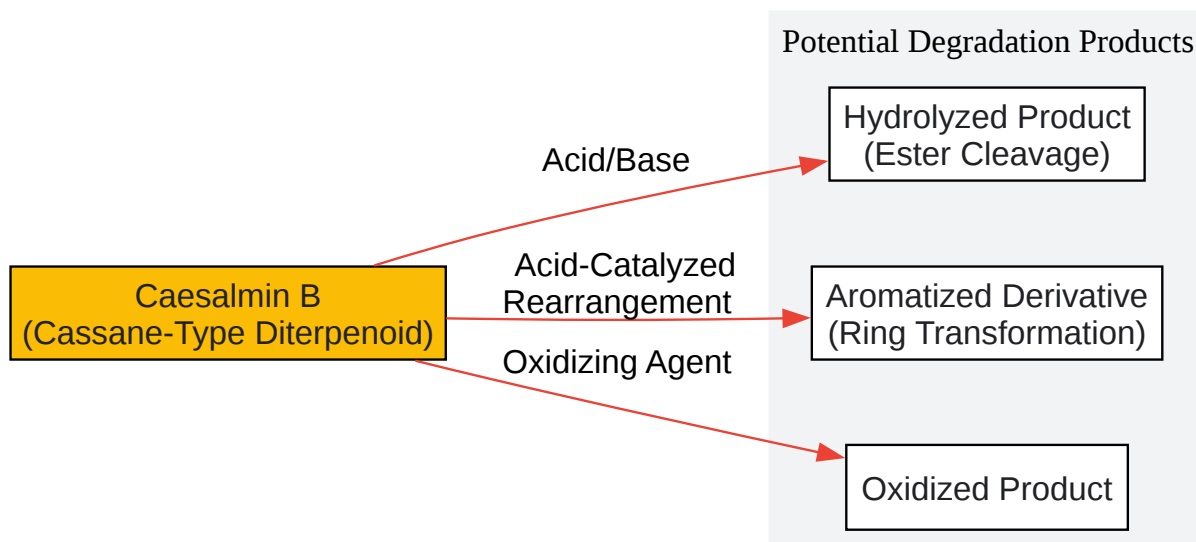 Potential Degradation Products
Hydrolyzed Product
(Ester Cleavage)
Acid/Base
Acid-Catalyzed
Rearrangement
Caesalmin B
(Cassane-Type Diterpenoid)
Aromatized Derivative
(Ring Transformation)
Oxidizing Agent
Oxidized Product